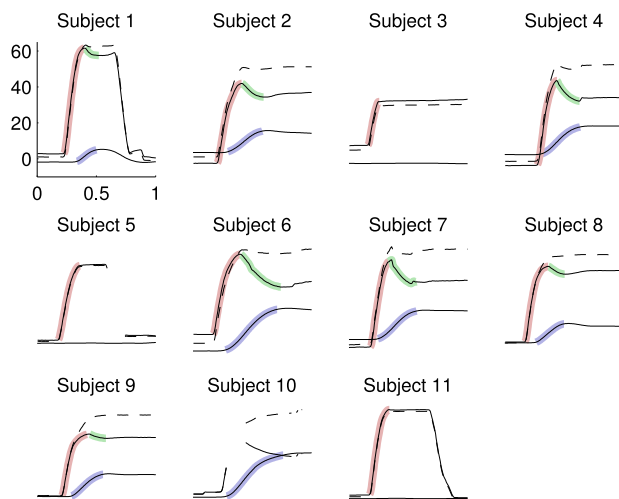 Subject 1
Subject 2
Subject 3
Subject 4
60
40
20
0
0
0.5
1
Subject 5
Subject 6
Subject 7
Subject 8
Subject 9
Subject 10
Subject 11